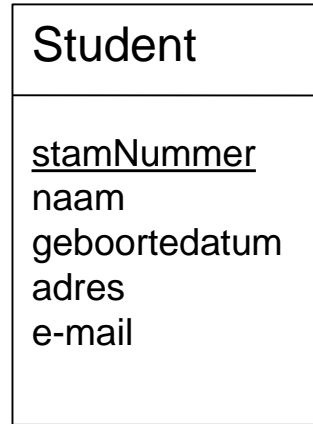 Student
stamNummer
naam
geboortedatum
adres
e-mail